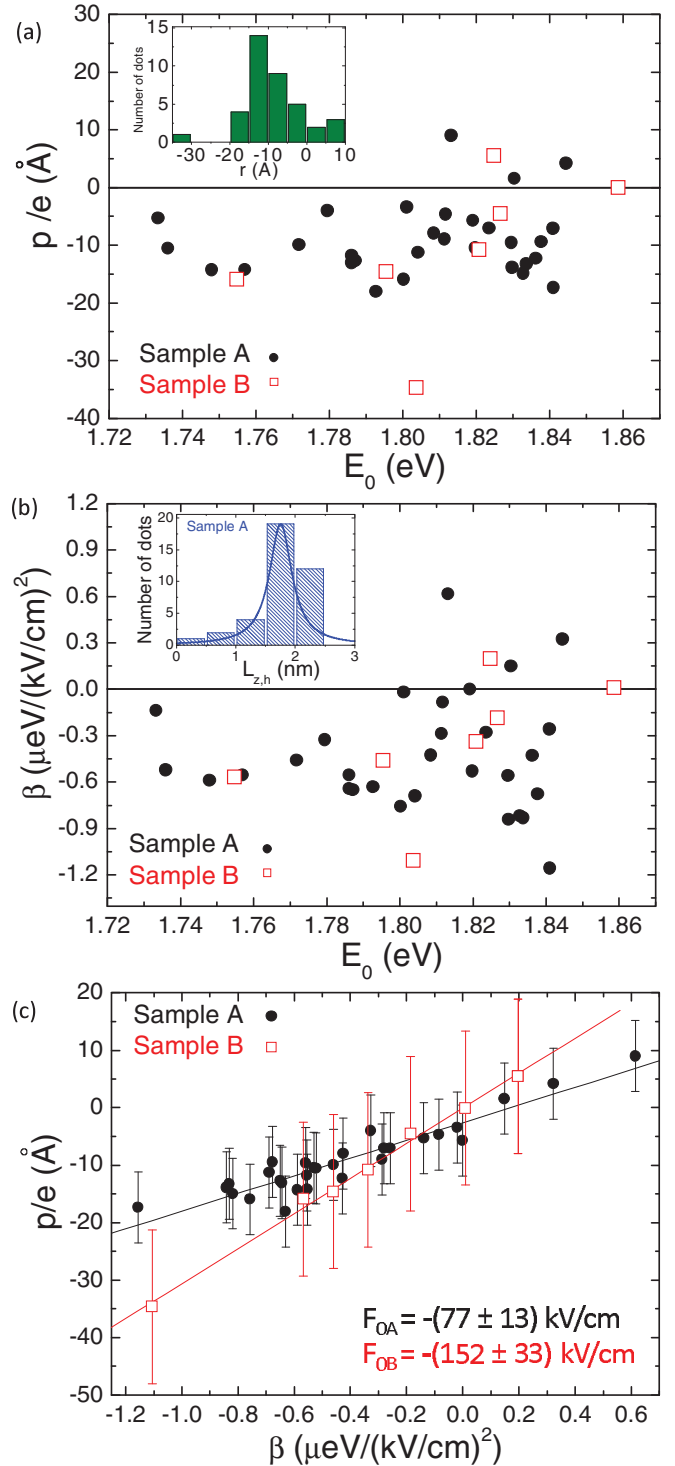 (a)
30
20
10
0
-10
-20
-30
-40
p /e (Å)
Number of dots
15
10
5
0
-30 -20 -10 0 10
r (A)
Sample A
Sample B
1.72 1.74 1.76 1.78 1.80 1.82 1.84 1.86
E0 (eV)
(b)
1.2
0.9
0.6
0.3
0.0
-0.3
-0.6
-0.9
-1.2
β (μeV/(kV/cm)²)
Number of dots
20
15
10
5
0
Sample A
0 1 2 3
Lz,h (nm)
Sample A
Sample B
1.72 1.74 1.76 1.78 1.80 1.82 1.84 1.86
E0 (eV)
(c)
20
10
0
-10
-20
-30
-40
-50
p/e (Å)
Sample A
Sample B
F0A = -(77 ± 13) kV/cm
F0B = -(152 ± 33) kV/cm
-1.2 -1.0 -0.8 -0.6 -0.4 -0.2 0.0 0.2 0.4 0.6
β (μeV/(kV/cm)²)